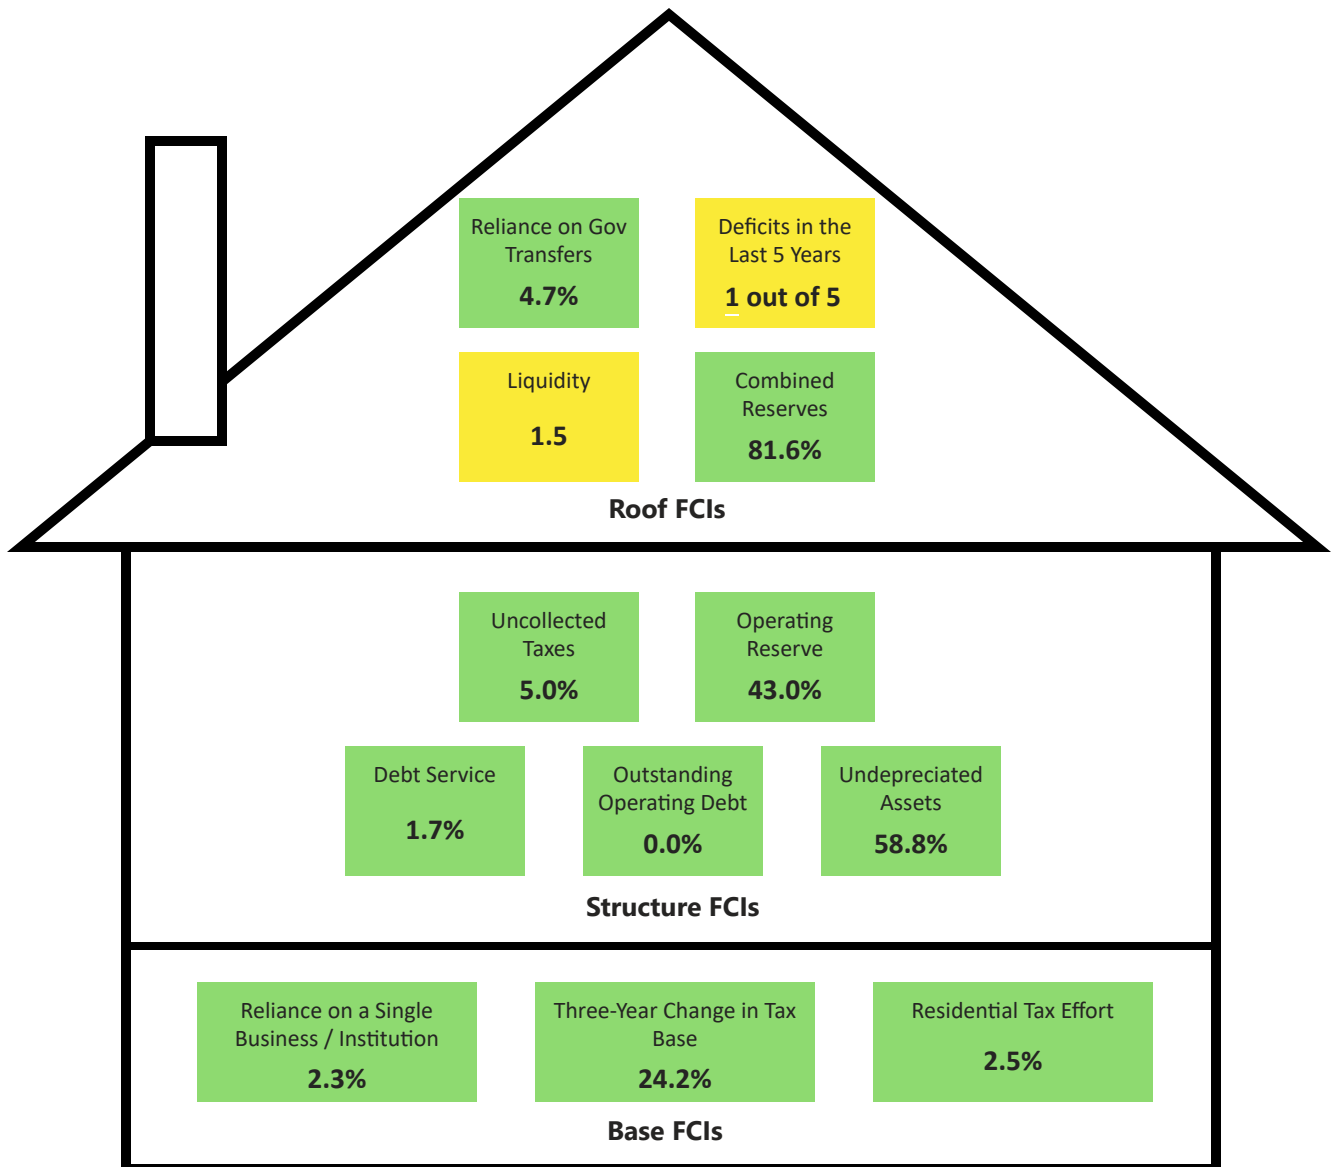 Reliance on Gov
Transfers
4.7%
Deficits in the
Last 5 Years
1 out of 5
Liquidity
1.5
Combined
Reserves
81.6%
Roof FCIs
Uncollected
Taxes
5.0%
Operating
Reserve
43.0%
Debt Service
1.7%
Outstanding
Operating Debt
0.0%
Undepreciated
Assets
58.8%
Structure FCIs
Reliance on a Single
Business / Institution
2.3%
Three-Year Change in Tax
Base
24.2%
Residential Tax Effort
2.5%
Base FCIs